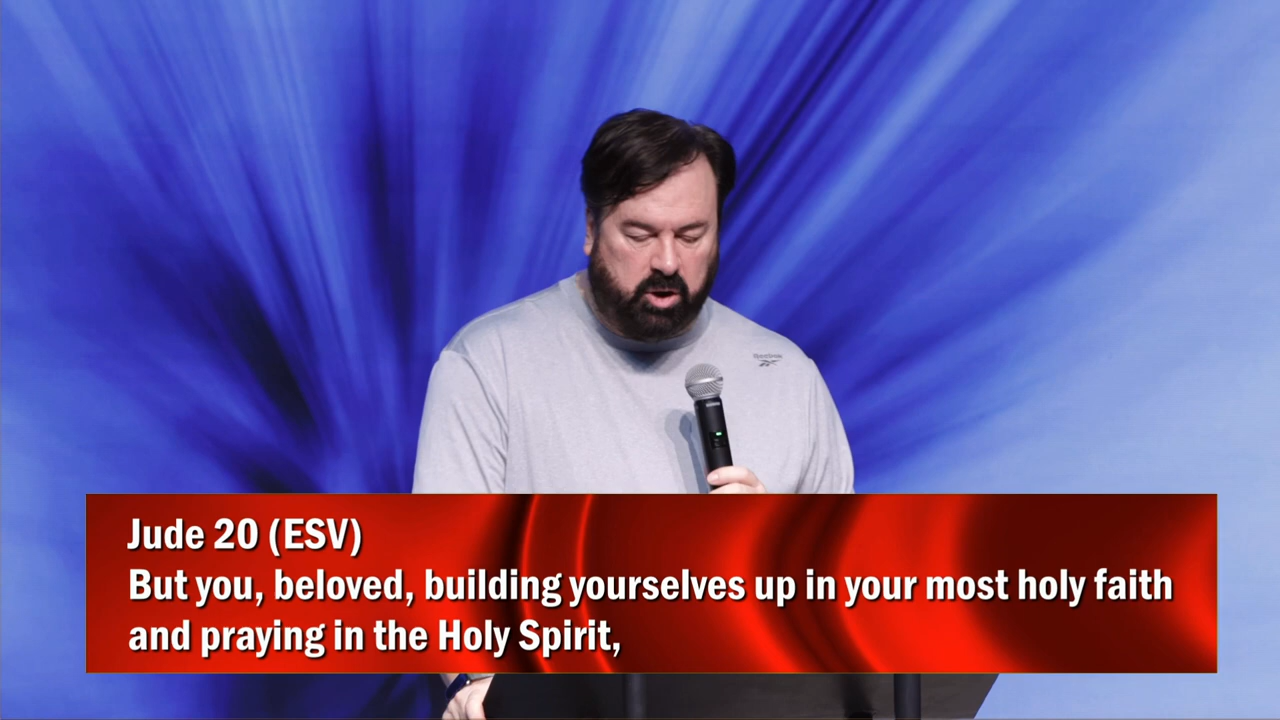 Reebok
Jude 20 (ESV)
But you, beloved, building yourselves up in your most holy faith
and praying in the Holy Spirit,